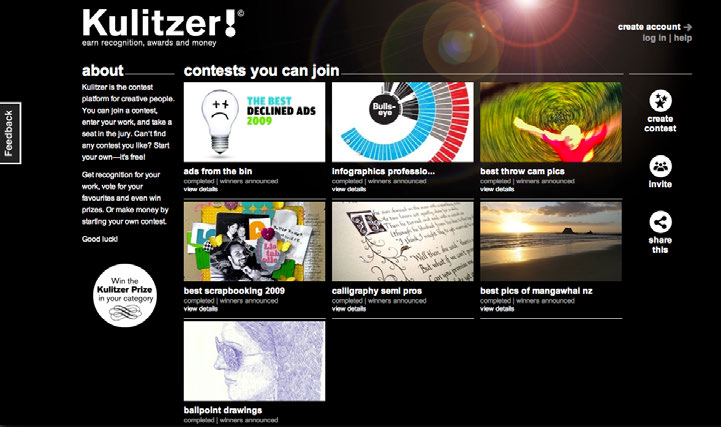 Kulitzer!©
earn recognition, awards and money
create account
log in | help
about
Kulitzer is the contest
platform for creative people.
You can join a contest,
enter your work, and take a
seat in the jury. Can't find
any contest you like? Start
your own—it's free!
Get recognition for your
work, vote for your
favourites and even win
prizes. Or make money by
starting your own contest.
Good luck!
Win the
Kulitzer Prize
in your category
contests you can join
THE BEST
DECLINED ADS
2009
ads from the bin
completed | winners announced
view details
Bulls-
eye
infographics professio...
completed | winners announced
view details
best throw cam pics
completed | winners announced
view details
best scrapbooking 2009
completed | winners announced
view details
calligraphy semi pros
completed | winners announced
view details
best pics of mangawhai nz
completed | winners announced
view details
ballpoint drawings
completed | winners announced
create
contest
invite
share
this
Feedback